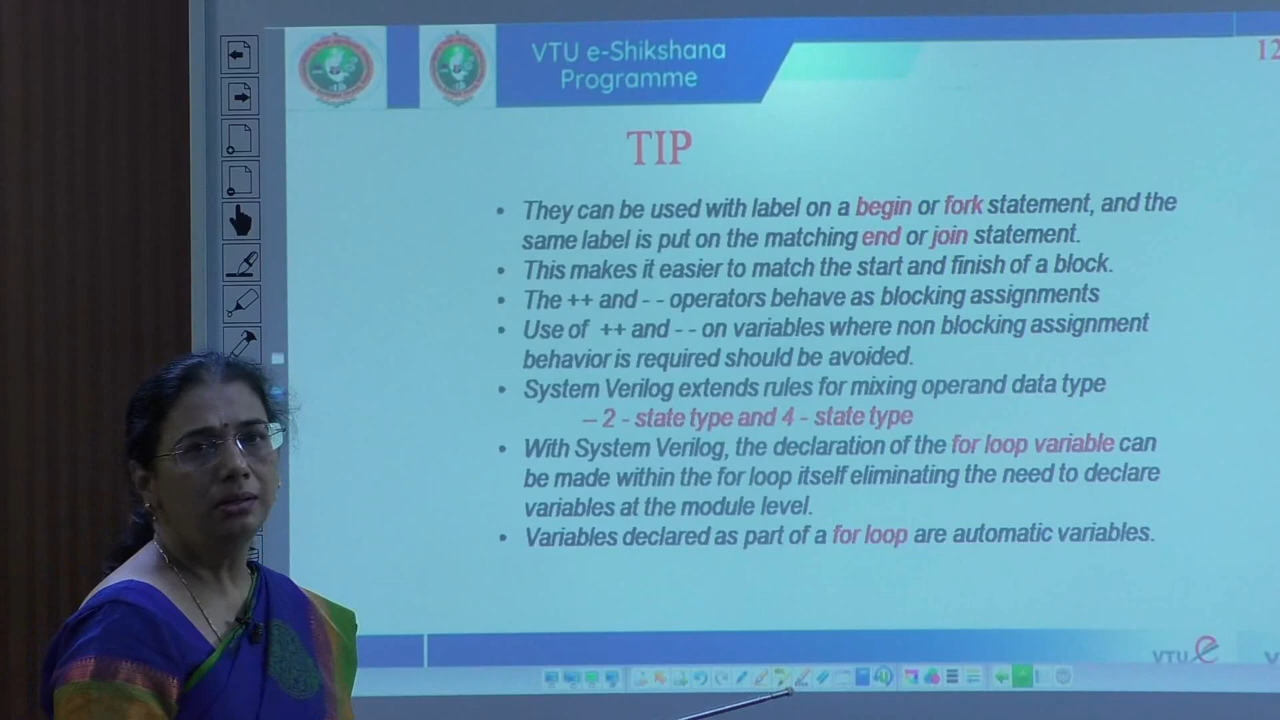 VTU e-Shikshana
Programme
12
TIP
• They can be used with label on a begin or fork statement, and the
same label is put on the matching end or join statement.
• This makes it easier to match the start and finish of a block.
• The ++ and - - operators behave as blocking assignments
• Use of ++ and - - on variables where non blocking assignment
behavior is required should be avoided.
• System Verilog extends rules for mixing operand data type
– 2 - state type and 4 - state type
• With System Verilog, the declaration of the for loop variable can
be made within the for loop itself eliminating the need to declare
variables at the module level.
• Variables declared as part of a for loop are automatic variables.
VTU e
V